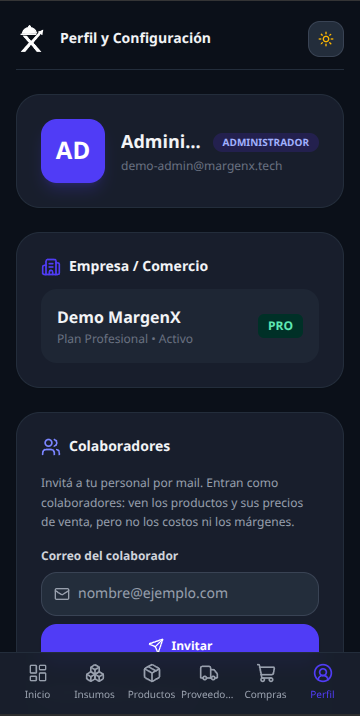 Perfil y Configuración
AD
Admini...
ADMINISTRADOR
demo-admin@margenx.tech
Empresa / Comercio
Demo MargenX
Plan Profesional • Activo
PRO
Colaboradores
Invitá a tu personal por mail. Entran como
colaboradores: ven los productos y sus precios
de venta, pero no los costos ni los márgenes.
Correo del colaborador
nombre@ejemplo.com
Invitar
Inicio
Insumos
Productos
Proveedo...
Compras
Perfil